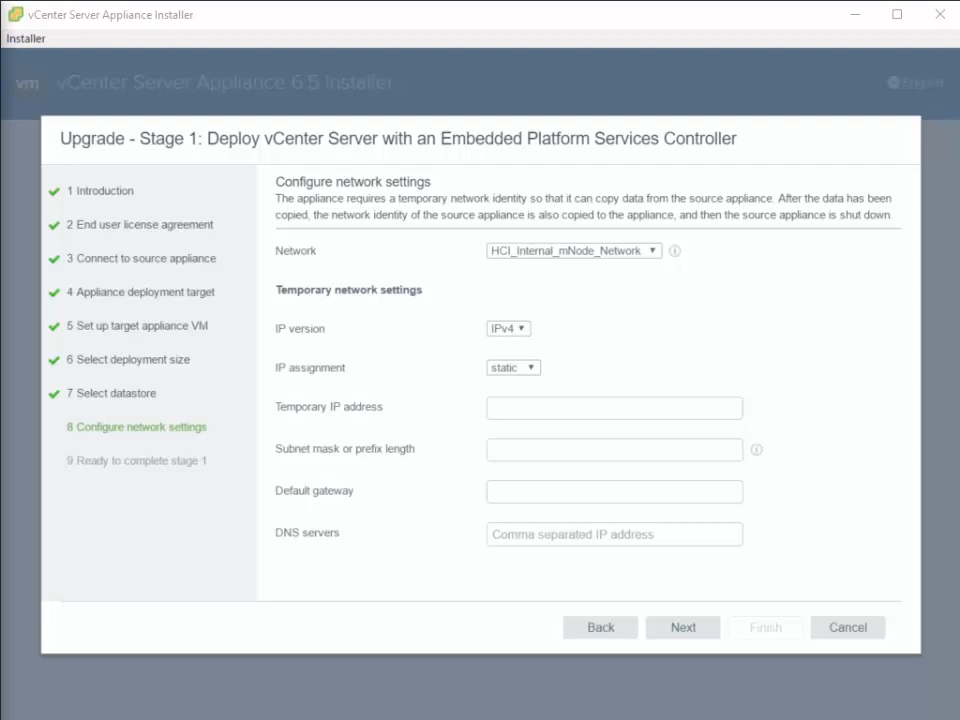 vCenter Server Appliance Installer
Installer
vm vCenter Server Appliance 6.5 Installer
Upgrade - Stage 1: Deploy vCenter Server with an Embedded Platform Services Controller
1 Introduction
2 End user license agreement
3 Connect to source appliance
4 Appliance deployment target
5 Set up target appliance VM
6 Select deployment size
7 Select datastore
8 Configure network settings
9 Ready to complete stage 1
Configure network settings
The appliance requires a temporary network identity so that it can copy data from the source appliance. After the data has been
copied, the network identity of the source appliance is also copied to the appliance, and then the source appliance is shut down.
Network HCI_Internal_mNode_Network
Temporary network settings
IP version IPv4
IP assignment static
Temporary IP address
Subnet mask or prefix length
Default gateway
DNS servers Comma separated IP address
Back Next Finish Cancel